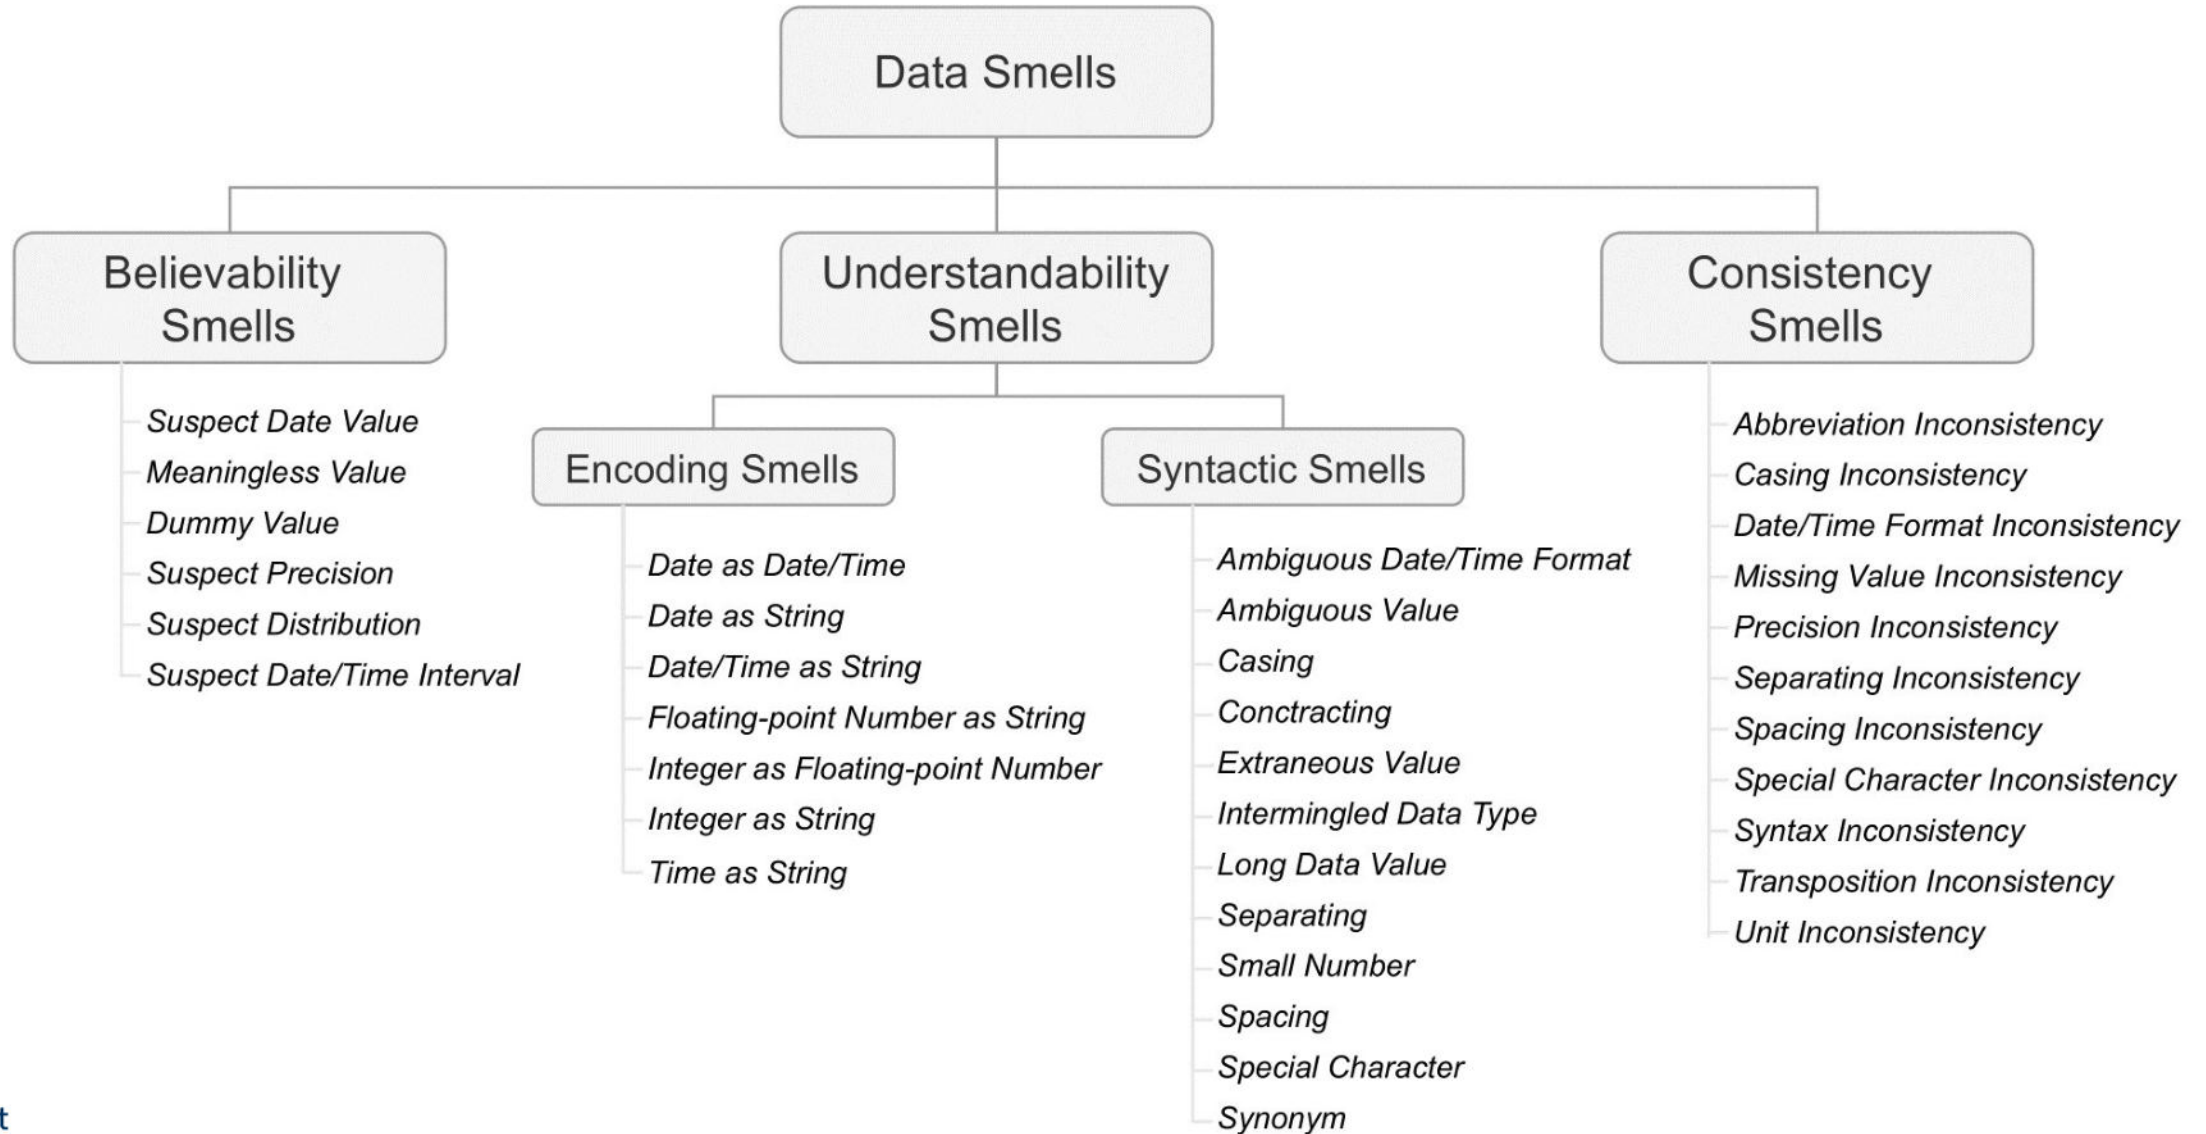 Data Smells
Believability
Smells
Suspect Date Value
Meaningless Value
Dummy Value
Suspect Precision
Suspect Distribution
Suspect Date/Time Interval
Understandability
Smells
Encoding Smells
Date as Date/Time
Date as String
Date/Time as String
Floating-point Number as String
Integer as Floating-point Number
Integer as String
Time as String
Syntactic Smells
Ambiguous Date/Time Format
Ambiguous Value
Casing
Conctracting
Extraneous Value
Intermingled Data Type
Long Data Value
Separating
Small Number
Spacing
Special Character
Synonym
Consistency
Smells
Abbreviation Inconsistency
Casing Inconsistency
Date/Time Format Inconsistency
Missing Value Inconsistency
Precision Inconsistency
Separating Inconsistency
Spacing Inconsistency
Special Character Inconsistency
Syntax Inconsistency
Transposition Inconsistency
Unit Inconsistency
t